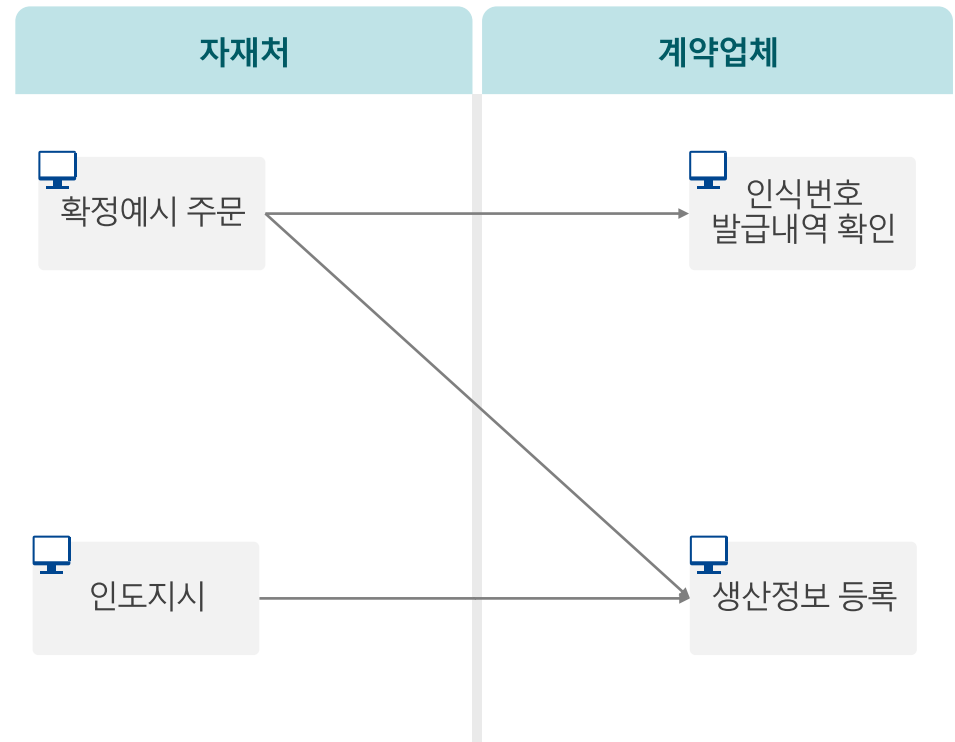 자재처
계약업체
확정예시 주문
인식번호
발급내역 확인
인도지시
생산정보 등록